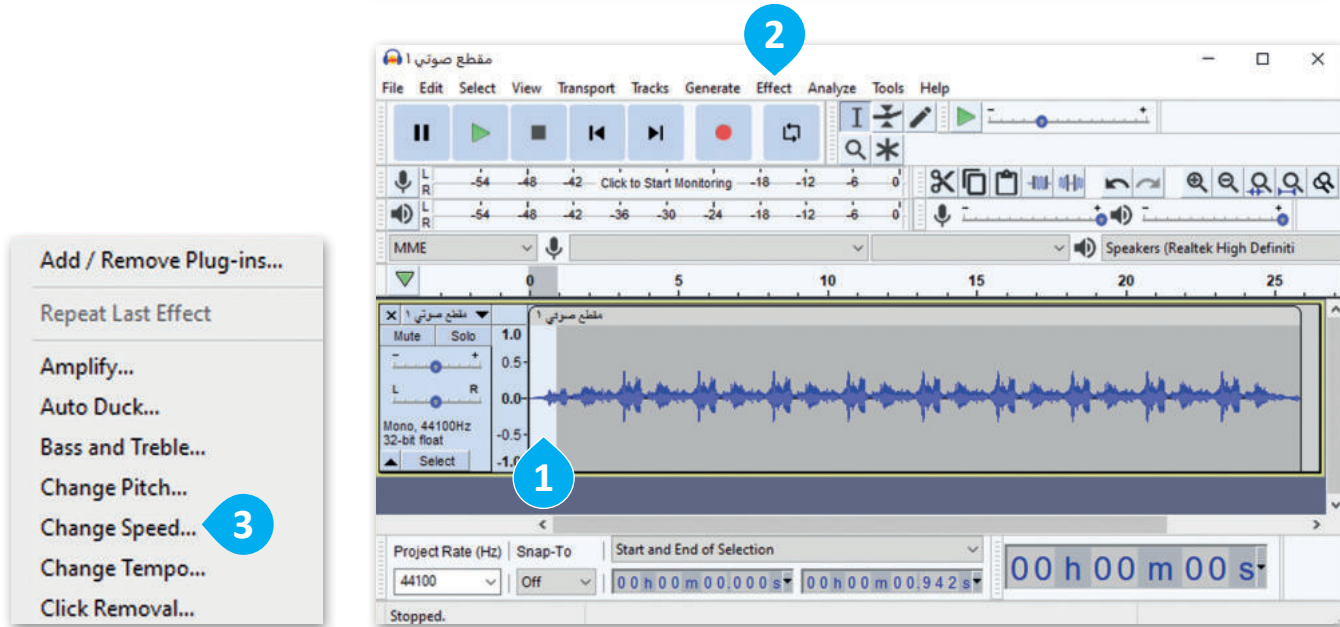 2
مقطع صوتي ١
File Edit Select View Transport Tracks Generate Effect Analyze Tools Help
- +
L R -54 -48 -42 Click to Start Monitoring -18 -12 -6 0
L R -54 -48 -42 -36 -30 -24 -18 -12 -6 0 - + - +
MME Speakers (Realtek High Definiti
0 5 10 15 20 25
مقطع صوتي ١ مقطع صوتي ١
Mute Solo 1.0
- + 0.5
L R 0.0
Mono, 44100Hz
32-bit float -0.5
Select -1.0
1
Project Rate (Hz) Snap-To Start and End of Selection
44100 Off 00 h 00 m 00.000 s 00 h 00 m 00.942 s 00 h 00 m 00 s
Stopped.
Add / Remove Plug-ins...
Repeat Last Effect
Amplify...
Auto Duck...
Bass and Treble...
Change Pitch...
Change Speed... 3
Change Tempo...
Click Removal...